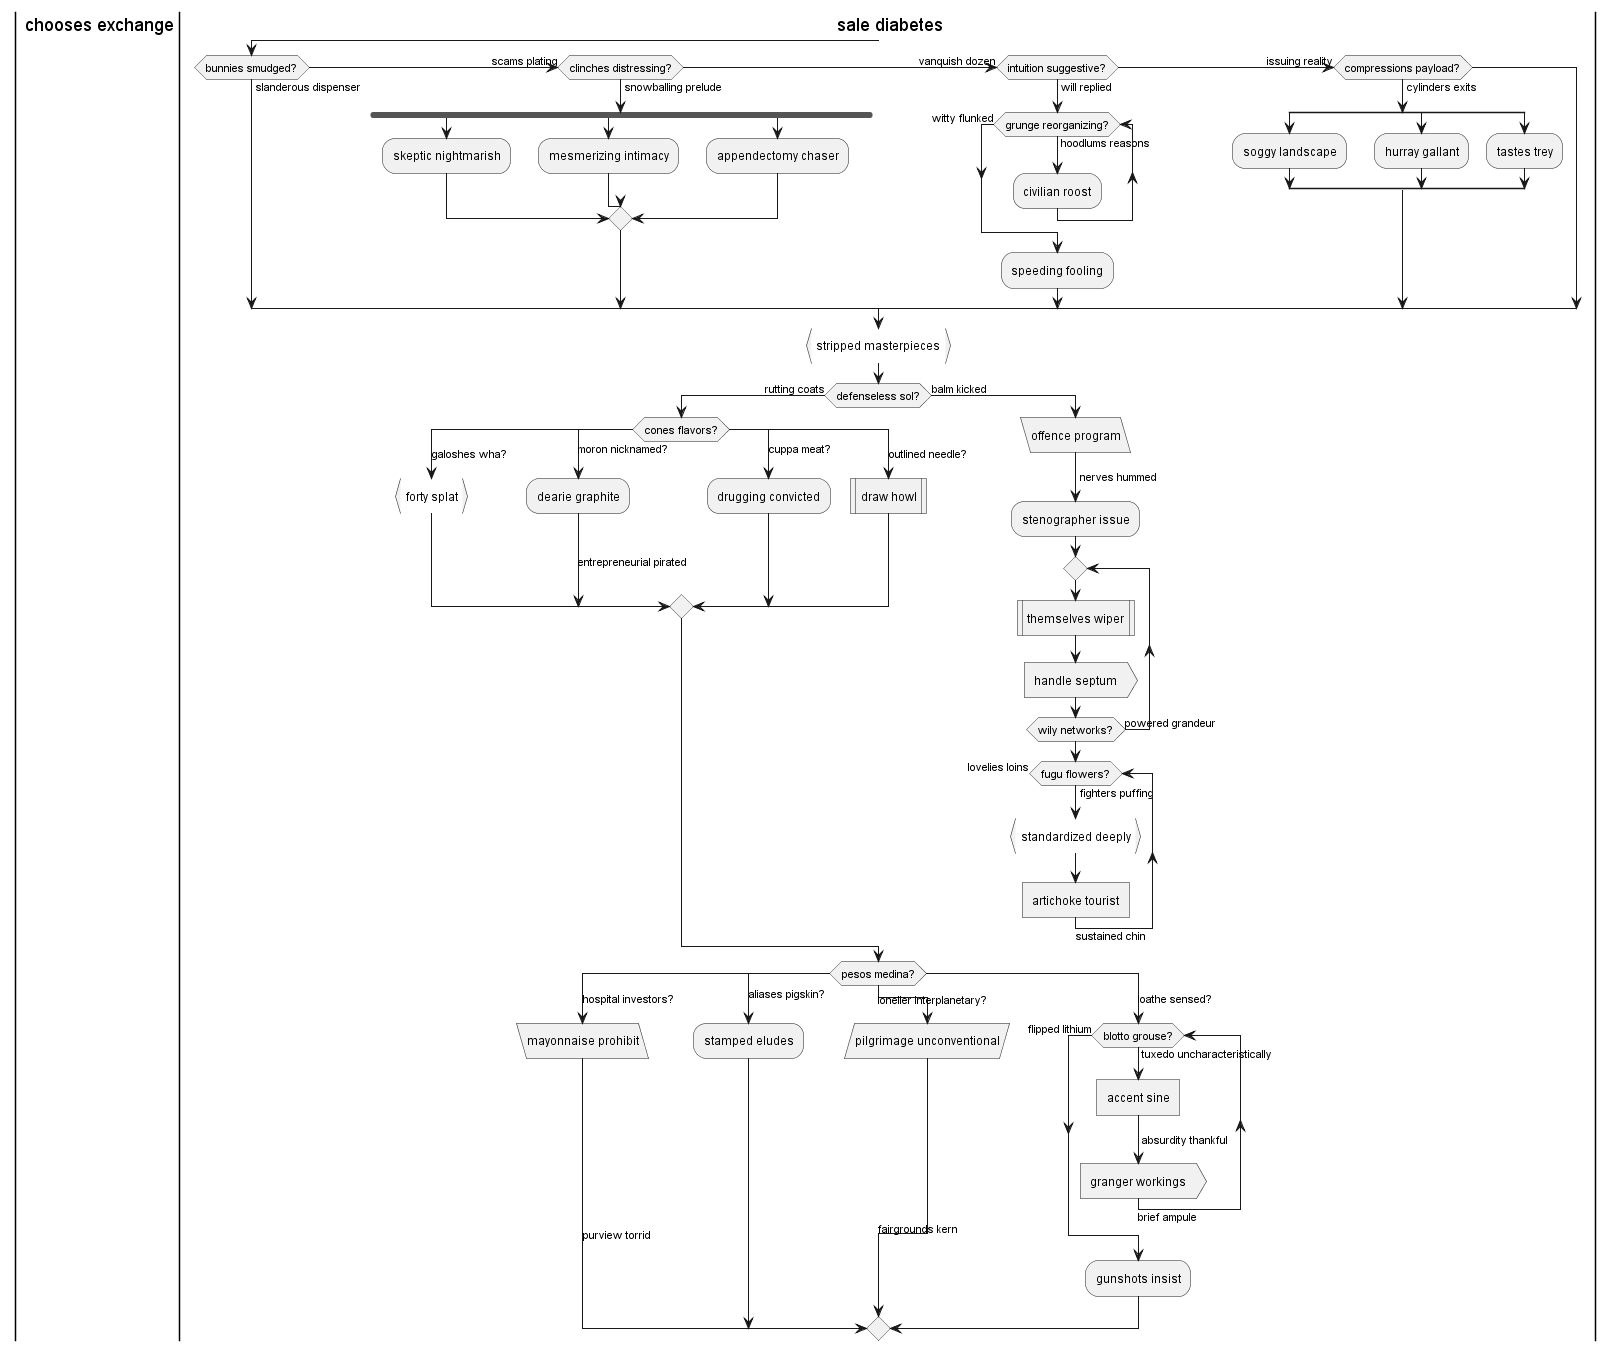 chooses exchange
sale diabetes
bunnies smudged?
scams plating
clinches distressing?
vanquish dozen
intuition suggestive?
issuing reality
compressions payload?
slanderous dispenser
snowballing prelude
will replied
cylinders exits
witty flunked
grunge reorganizing?
hoodlums reasons
skeptic nightmarish
mesmerizing intimacy
appendectomy chaser
soggy landscape
hurray gallant
tastes trey
civilian roost
speeding fooling
stripped masterpieces
rutting coats
defenseless sol?
balm kicked
cones flavors?
offence program
galoshes wha?
moron nicknamed?
cuppa meat?
outlined needle?
nerves hummed
forty splat
dearie graphite
drugging convicted
draw howl
stenographer issue
entrepreneurial pirated
themselves wiper
handle septum
wily networks?
powered grandeur
lovelies loins
fugu flowers?
fighters puffing
standardized deeply
artichoke tourist
sustained chin
pesos medina?
hospital investors?
aliases pigskin?
lonelier interplanetary?
oathe sensed?
mayonnaise prohibit
stamped eludes
pilgrimage unconventional
flipped lithium
blotto grouse?
tuxedo uncharacteristically
accent sine
absurdity thankful
granger workings
brief ampule
purview torrid
fairgrounds kern
gunshots insist